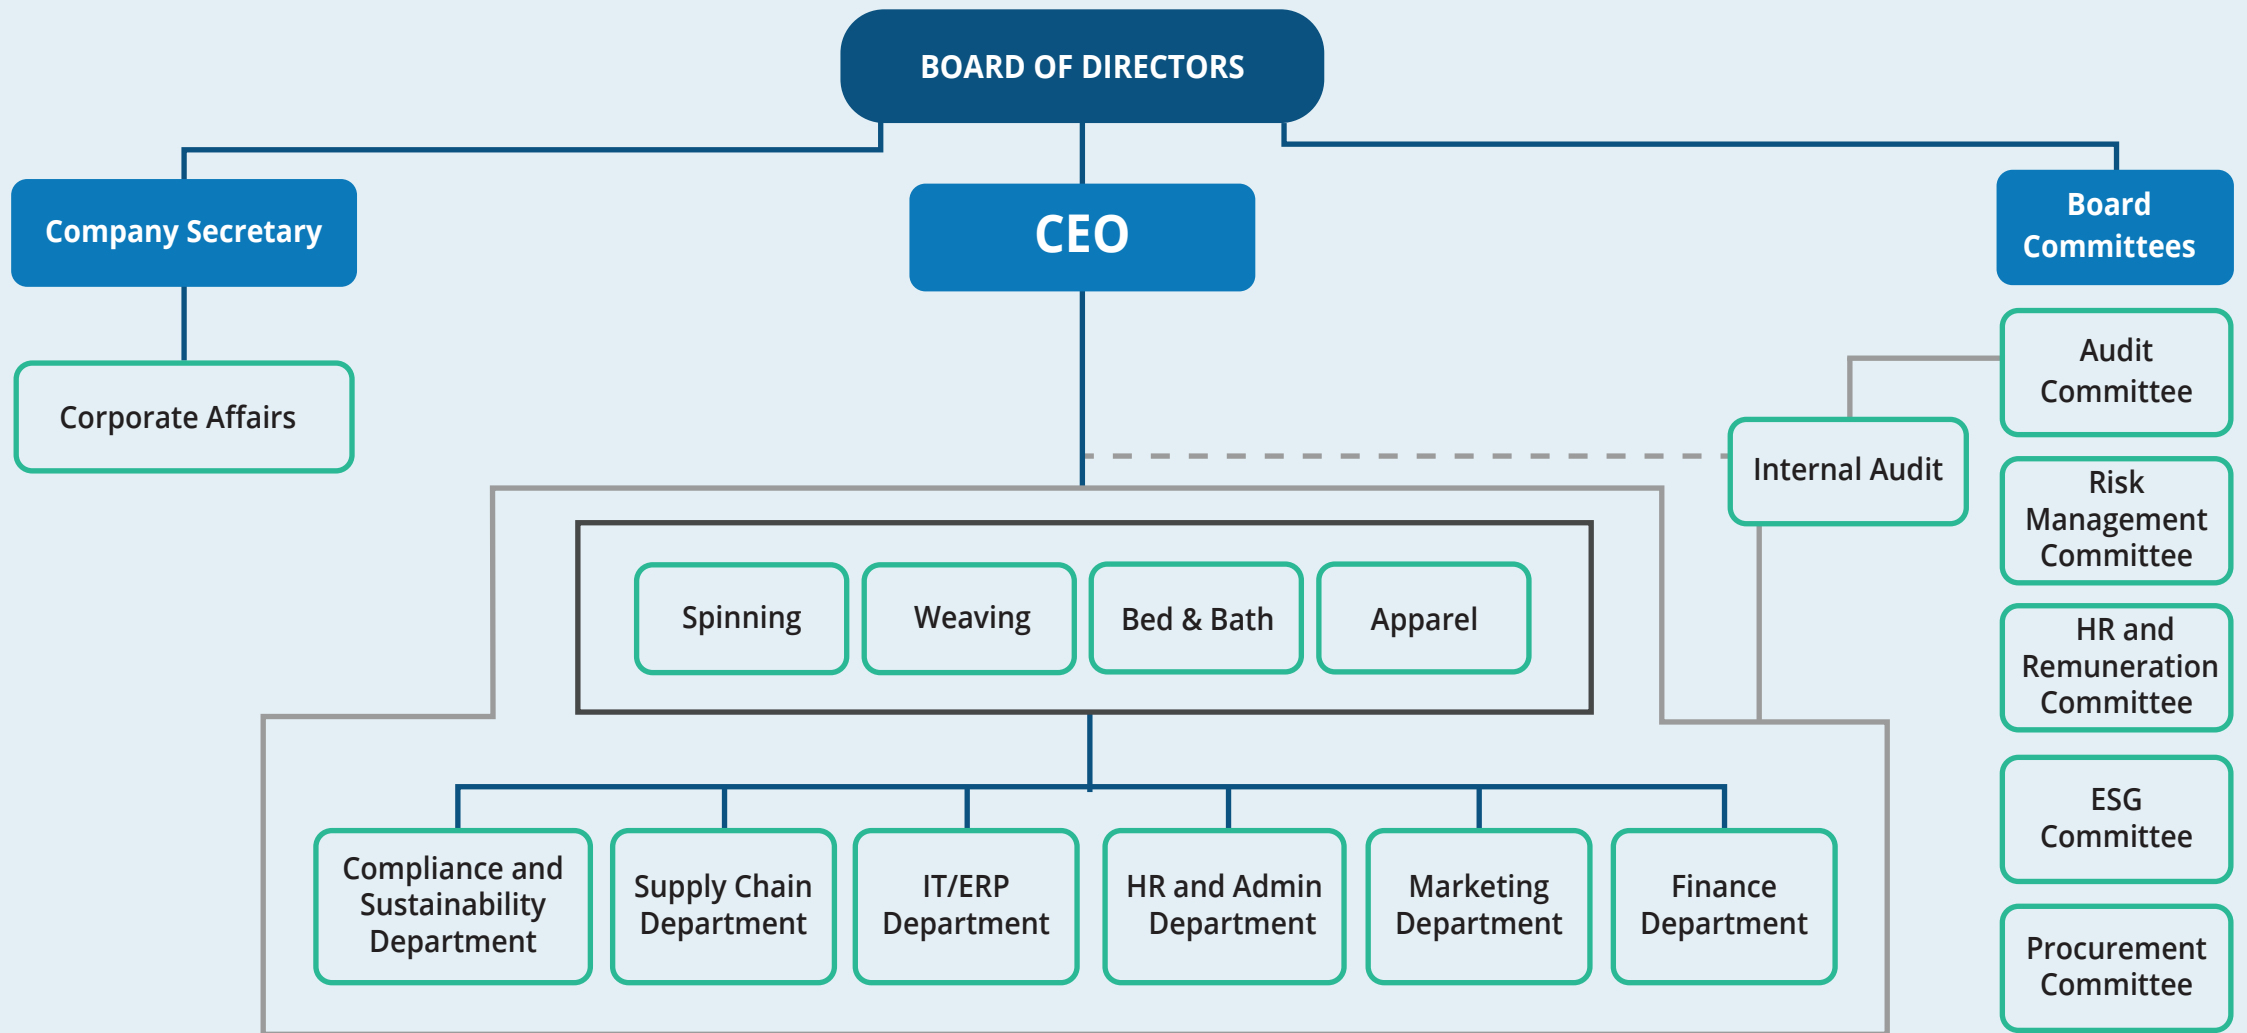 BOARD OF DIRECTORS
Company Secretary
CEO
Board
Committees
Corporate Affairs
Audit
Committee
Internal Audit
Risk
Management
Committee
HR and
Remuneration
Committee
ESG
Committee
Procurement
Committee
Spinning
Weaving
Bed & Bath
Apparel
Compliance and
Sustainability
Department
Supply Chain
Department
IT/ERP
Department
HR and Admin
Department
Marketing
Department
Finance
Department